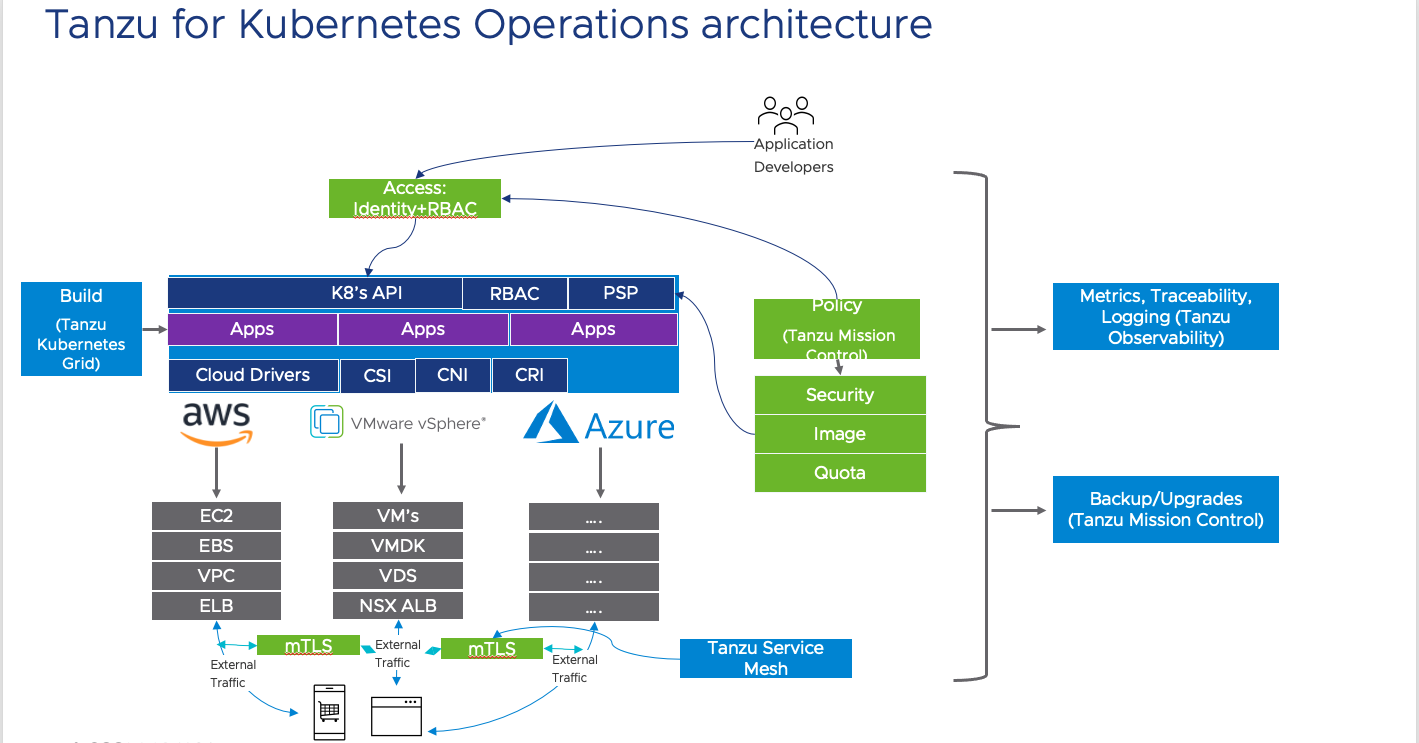 Tanzu for Kubernetes Operations architecture
Application
Developers
Access:
Identity+RBAC
Build
(Tanzu
Kubernetes
Grid)
K8's API
RBAC
PSP
Apps
Apps
Apps
Cloud Drivers
CSI
CNI
CRI
Policy
(Tanzu Mission
Control)
Security
Image
Quota
Metrics, Traceability,
Logging (Tanzu
Observability)
Backup/Upgrades
(Tanzu Mission Control)
aws
VMware vSphere®
Azure
EC2
EBS
VPC
ELB
VM's
VMDK
VDS
NSX ALB
....
....
....
....
mTLS
mTLS
External
Traffic
External
Traffic
External
Traffic
Tanzu Service
Mesh